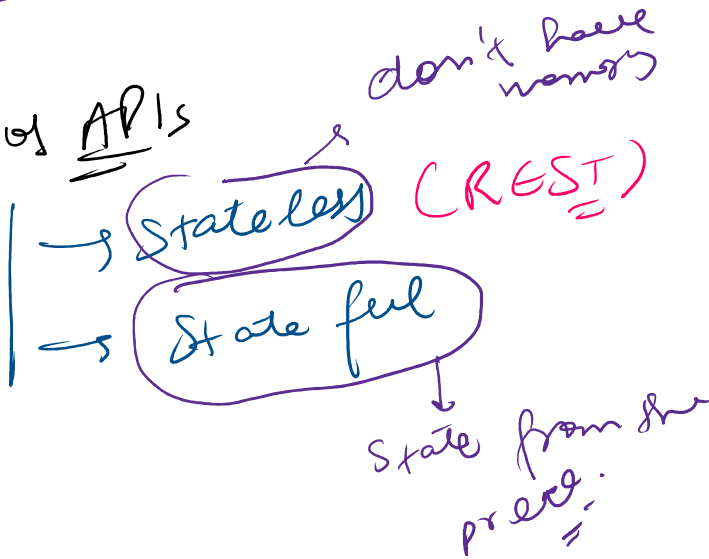 don't have
memory
of APIs
Stateless (REST)
State ful
State from the
prev.